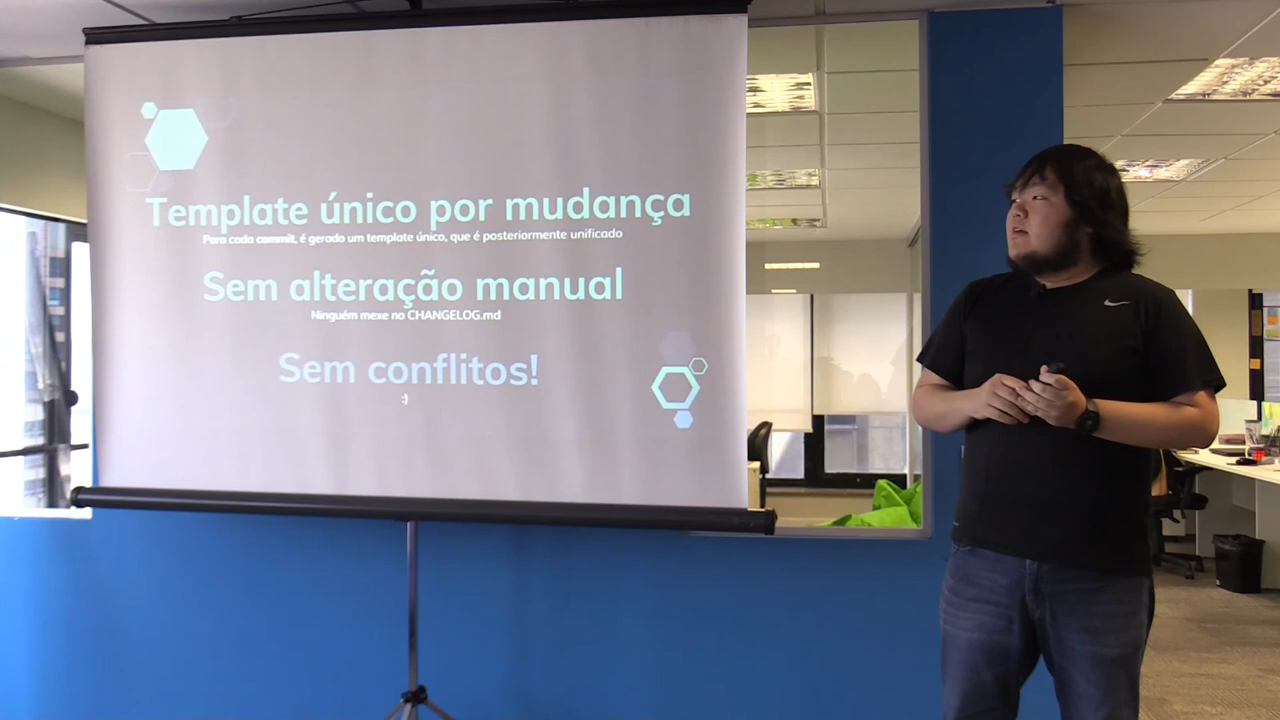 Template único por mudança
Para cada commit, é gerado um template único, que é posteriormente unificado
Sem alteração manual
Ninguém mexe no CHANGELOG.md
Sem conflitos!
:)